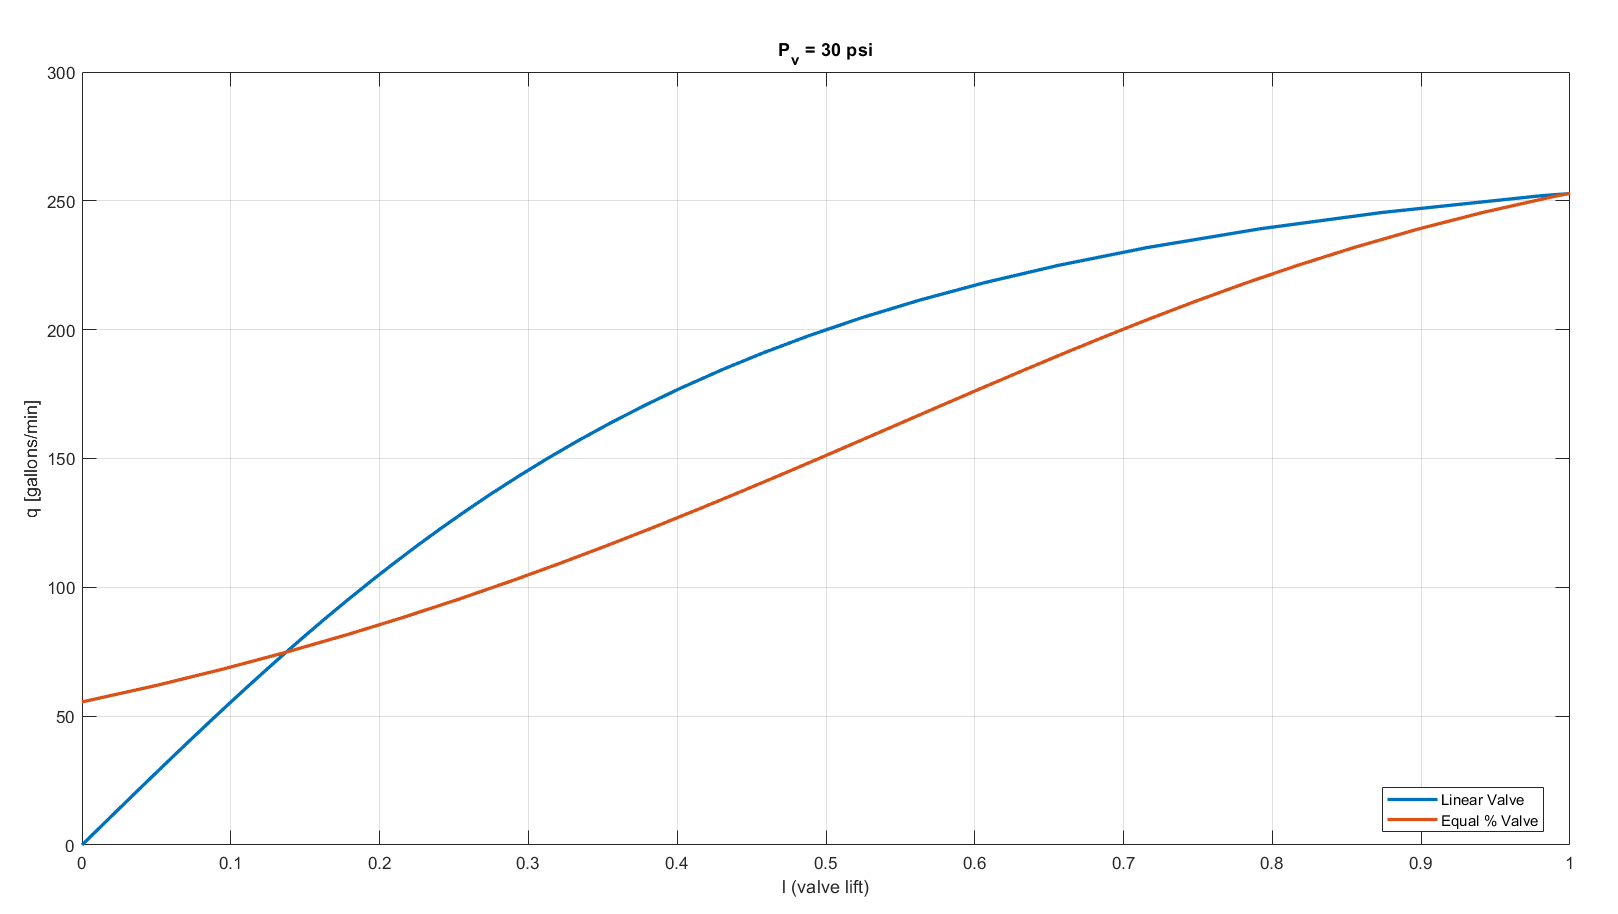 P_v = 30 psi
300
250
200
150
100
50
0
q [gallons/min]
0 0.1 0.2 0.3 0.4 0.5 0.6 0.7 0.8 0.9 1
l (valve lift)
Linear Valve
Equal % Valve